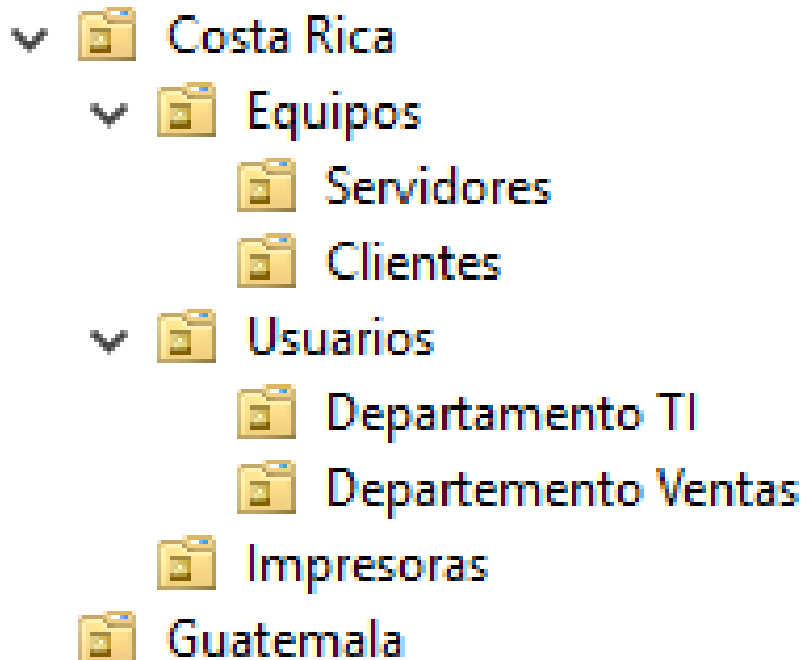 Costa Rica
Equipos
Servidores
Clientes
Usuarios
Departamento TI
Departemento Ventas
Impresoras
Guatemala